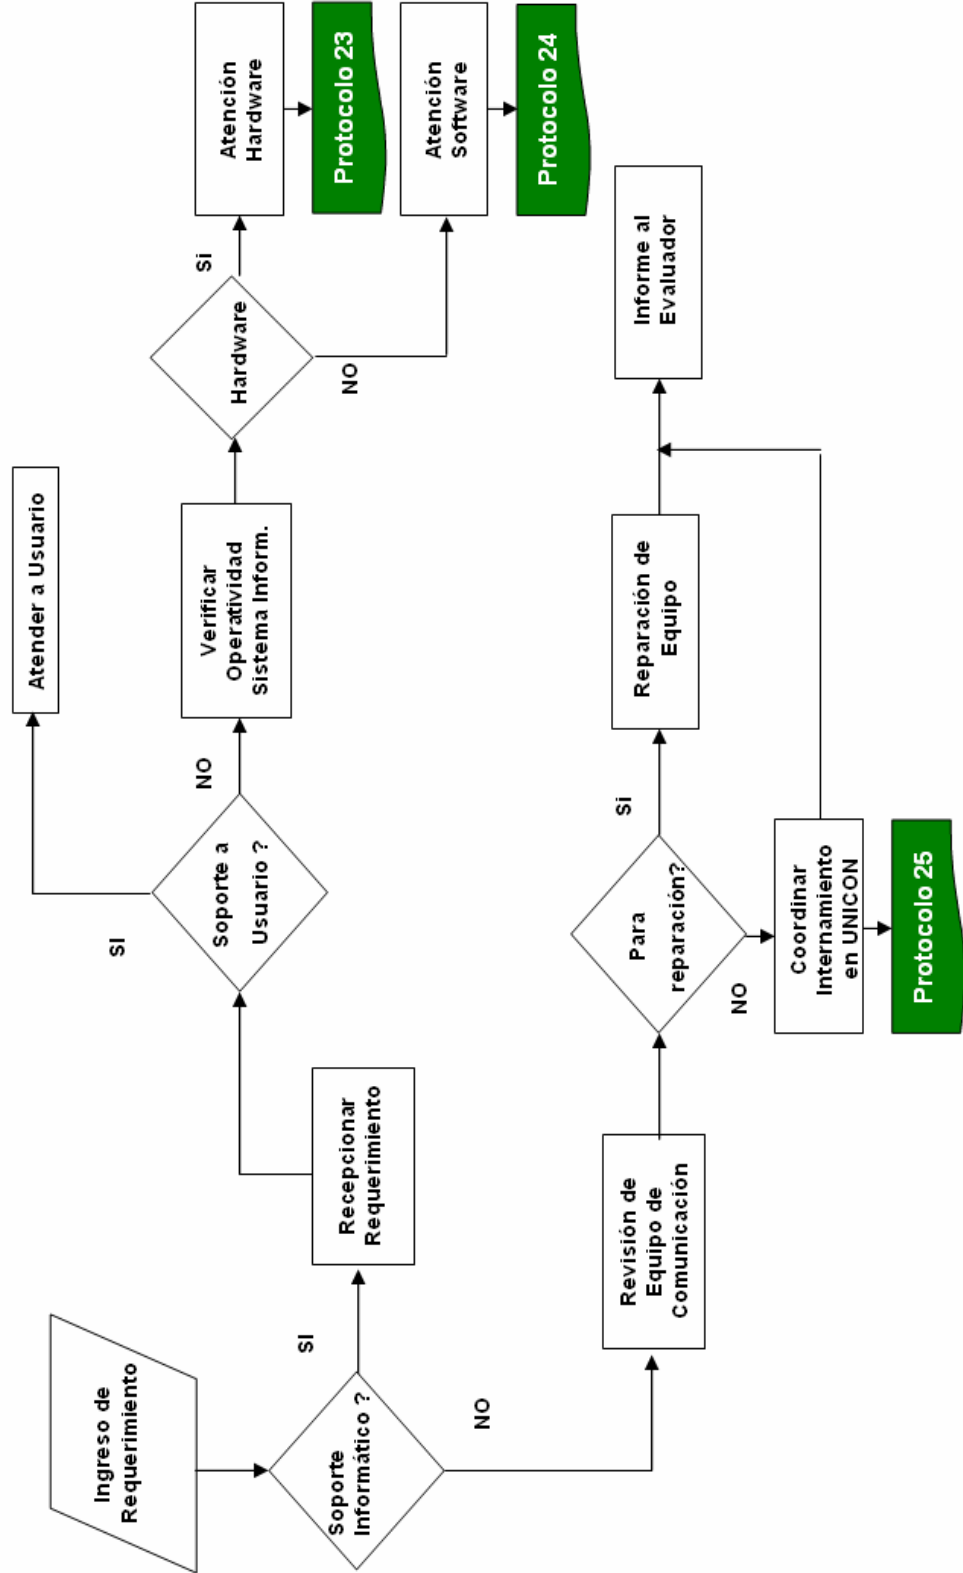 Ingreso de
Requerimiento
Soporte
Informático ?
SI
NO
Recepcionar
Requerimiento
Soporte a
Usuario ?
SI
NO
Atender a Usuario
Verificar
Operatividad
Sistema Inform.
Hardware
Si
NO
Atención
Hardware
Protocolo 23
Atención
Software
Protocolo 24
Revisión de
Equipo de
Comunicación
Para
reparación?
Si
NO
Reparación de
Equipo
Informe al
Evaluador
Coordinar
Internamiento
en UNICON
Protocolo 25